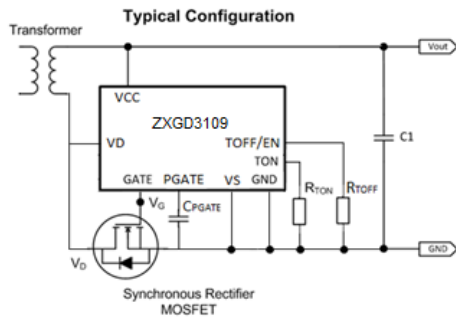 Typical Configuration
Transformer
Vout
VCC
ZXGD3109
VD
TOFF/EN
TON
C1
GATE PGATE VS GND
RTON
RTOFF
VG
CPGATE
VD
GND
Synchronous Rectifier
MOSFET